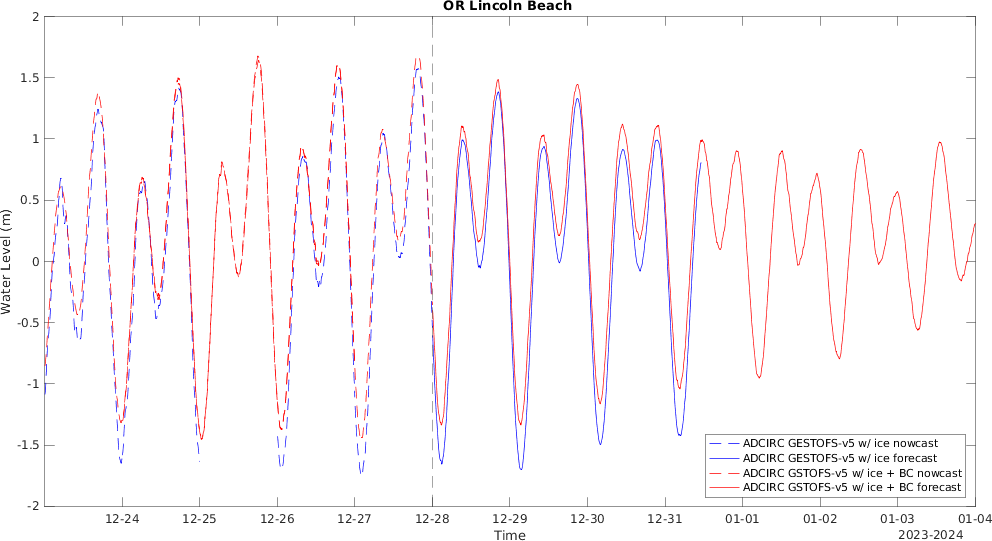 OR Lincoln Beach
Water Level (m)
2
1.5
1
0.5
0
-0.5
-1
-1.5
-2
12-24 12-25 12-26 12-27 12-28 12-29 12-30 12-31 01-01 01-02 01-03 01-04
Time
2023-2024
ADCIRC GESTOFS-v5 w/ ice nowcast
ADCIRC GESTOFS-v5 w/ ice forecast
ADCIRC GSTOFS-v5 w/ ice + BC nowcast
ADCIRC GSTOFS-v5 w/ ice + BC forecast